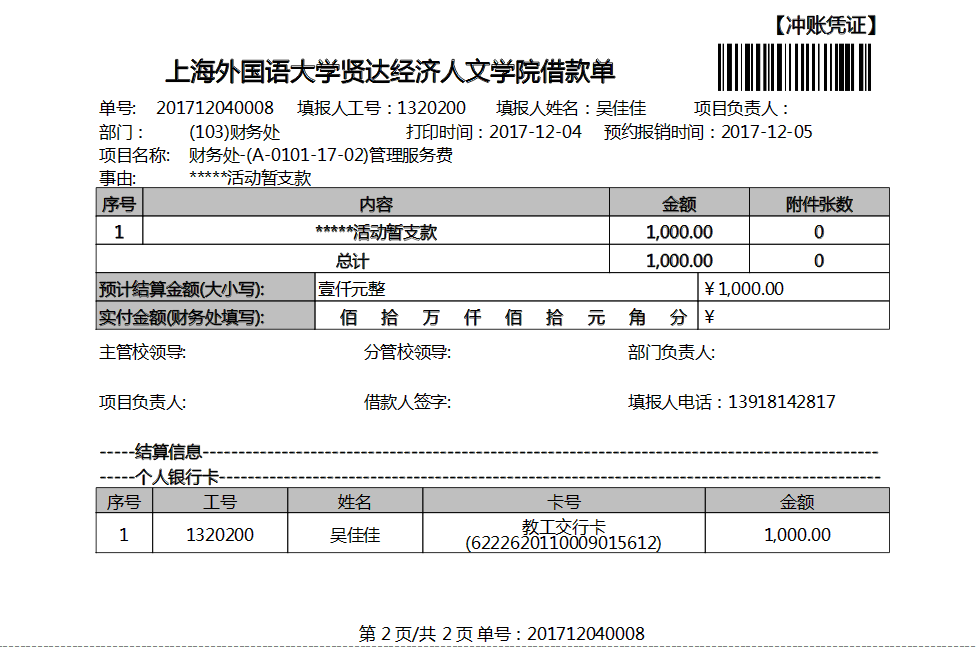 【冲账凭证】
上海外国语大学贤达经济人文学院借款单
单号: 201712040008 填报人工号：1320200 填报人姓名：吴佳佳 项目负责人：
部门： (103)财务处 打印时间：2017-12-04 预约报销时间：2017-12-05
项目名称: 财务处-(A-0101-17-02)管理服务费
事由: *****活动暂支款
序号 内容 金额 附件张数
1 *****活动暂支款 1,000.00 0
总计 1,000.00 0
预计结算金额(大小写): 壹仟元整 ￥1,000.00
实付金额(财务处填写): 佰 拾 万 仟 佰 拾 元 角 分 ￥
主管校领导: 分管校领导: 部门负责人:
项目负责人: 借款人签字: 填报人电话：13918142817
-----结算信息-----
-----个人银行卡-----
序号 工号 姓名 卡号 金额
1 1320200 吴佳佳 教工交行卡 1,000.00
(6222620110009015612)
第 2 页/共 2 页 单号：201712040008